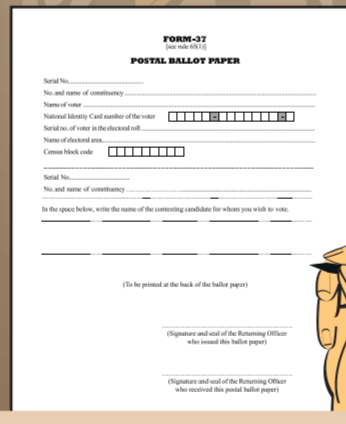 FORM-37
[see rule 65(1)]
POSTAL BALLOT PAPER
Serial No.
No. and name of constituency
Name of voter
National Identity Card number of the voter - -
Serial no. of voter in the electoral roll
Name of electoral area
Census block code
Serial No.
No. and name of constituency
In the space below, write the name of the contesting candidate for whom you wish to vote.
(To be printed at the back of the ballot paper)
(Signature and seal of the Returning Officer
who issued this ballot paper)
(Signature and seal of the Returning Officer
who received this postal ballot paper)